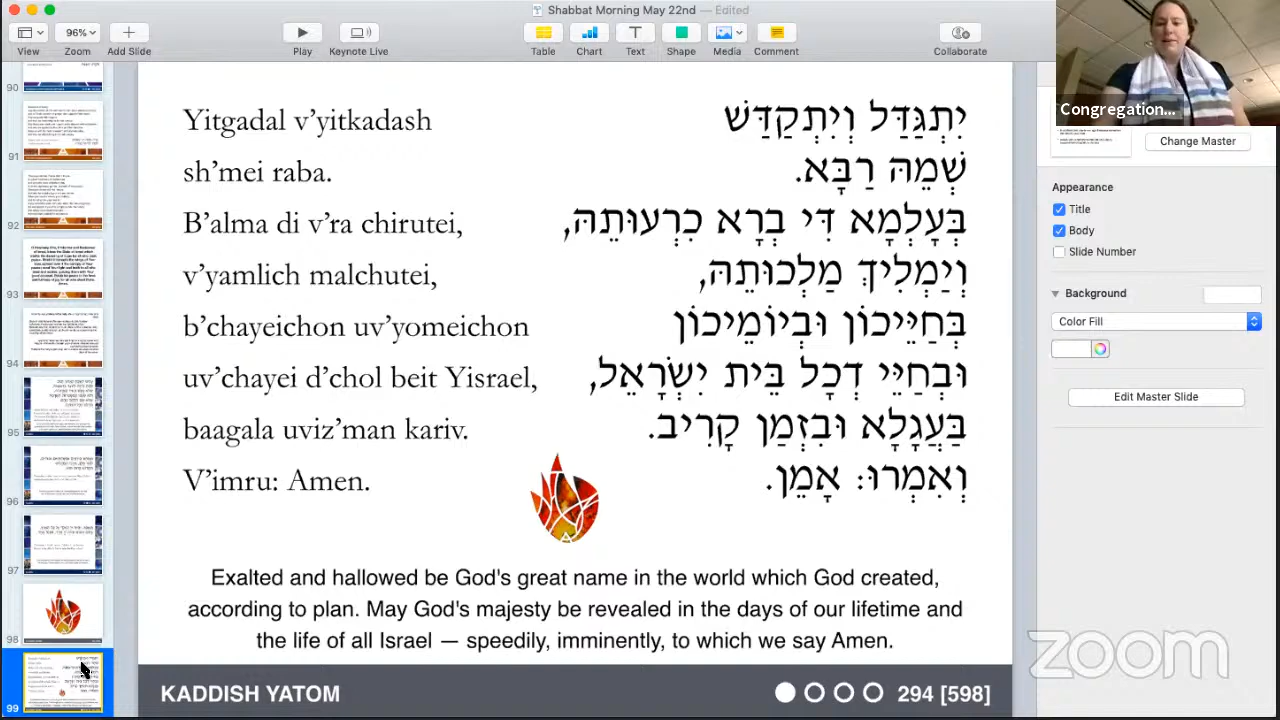 Shabbat Morning May 22nd — Edited
96%
View
Zoom
Add Slide
Play
Keynote Live
Table
Chart
Text
Shape
Media
Comment
Collaborate
Congregation...
90
91
92
93
94
95
96
97
98
99
Yitgadal v’yitkadash
sh’mei raba.
B’alma di v’ra chirutei,
v’yamlich malchutei,
b’chayeichon uv’yomeichon
uv’chayei d’chol beit Yisrael,
baagala uviz’man kariv.
V’imru: Amen.
יִתְגַּדַּל וְיִתְקַדַּשׁ
שְׁמֵהּ רַבָּא.
בְּעָלְמָא דִּי בְרָא כִרְעוּתֵהּ,
וְיַמְלִיךְ מַלְכוּתֵהּ,
בְּחַיֵּיכוֹן וּבְיוֹמֵיכוֹן
וּבְחַיֵּי דְכָל בֵּית יִשְׂרָאֵל,
בַּעֲגָלָא וּבִזְמַן קָרִיב.
וְאִמְרוּ: אָמֵן.
Exalted and hallowed be God's great name in the world which God created,
according to plan. May God's majesty be revealed in the days of our lifetime and
the life of all Israel — speedily, imminently, to which we say Amen.
KADDISH YATOM
294 [598]
Change Master
Appearance
Title
Body
Slide Number
Background
Color Fill
Edit Master Slide
zoom